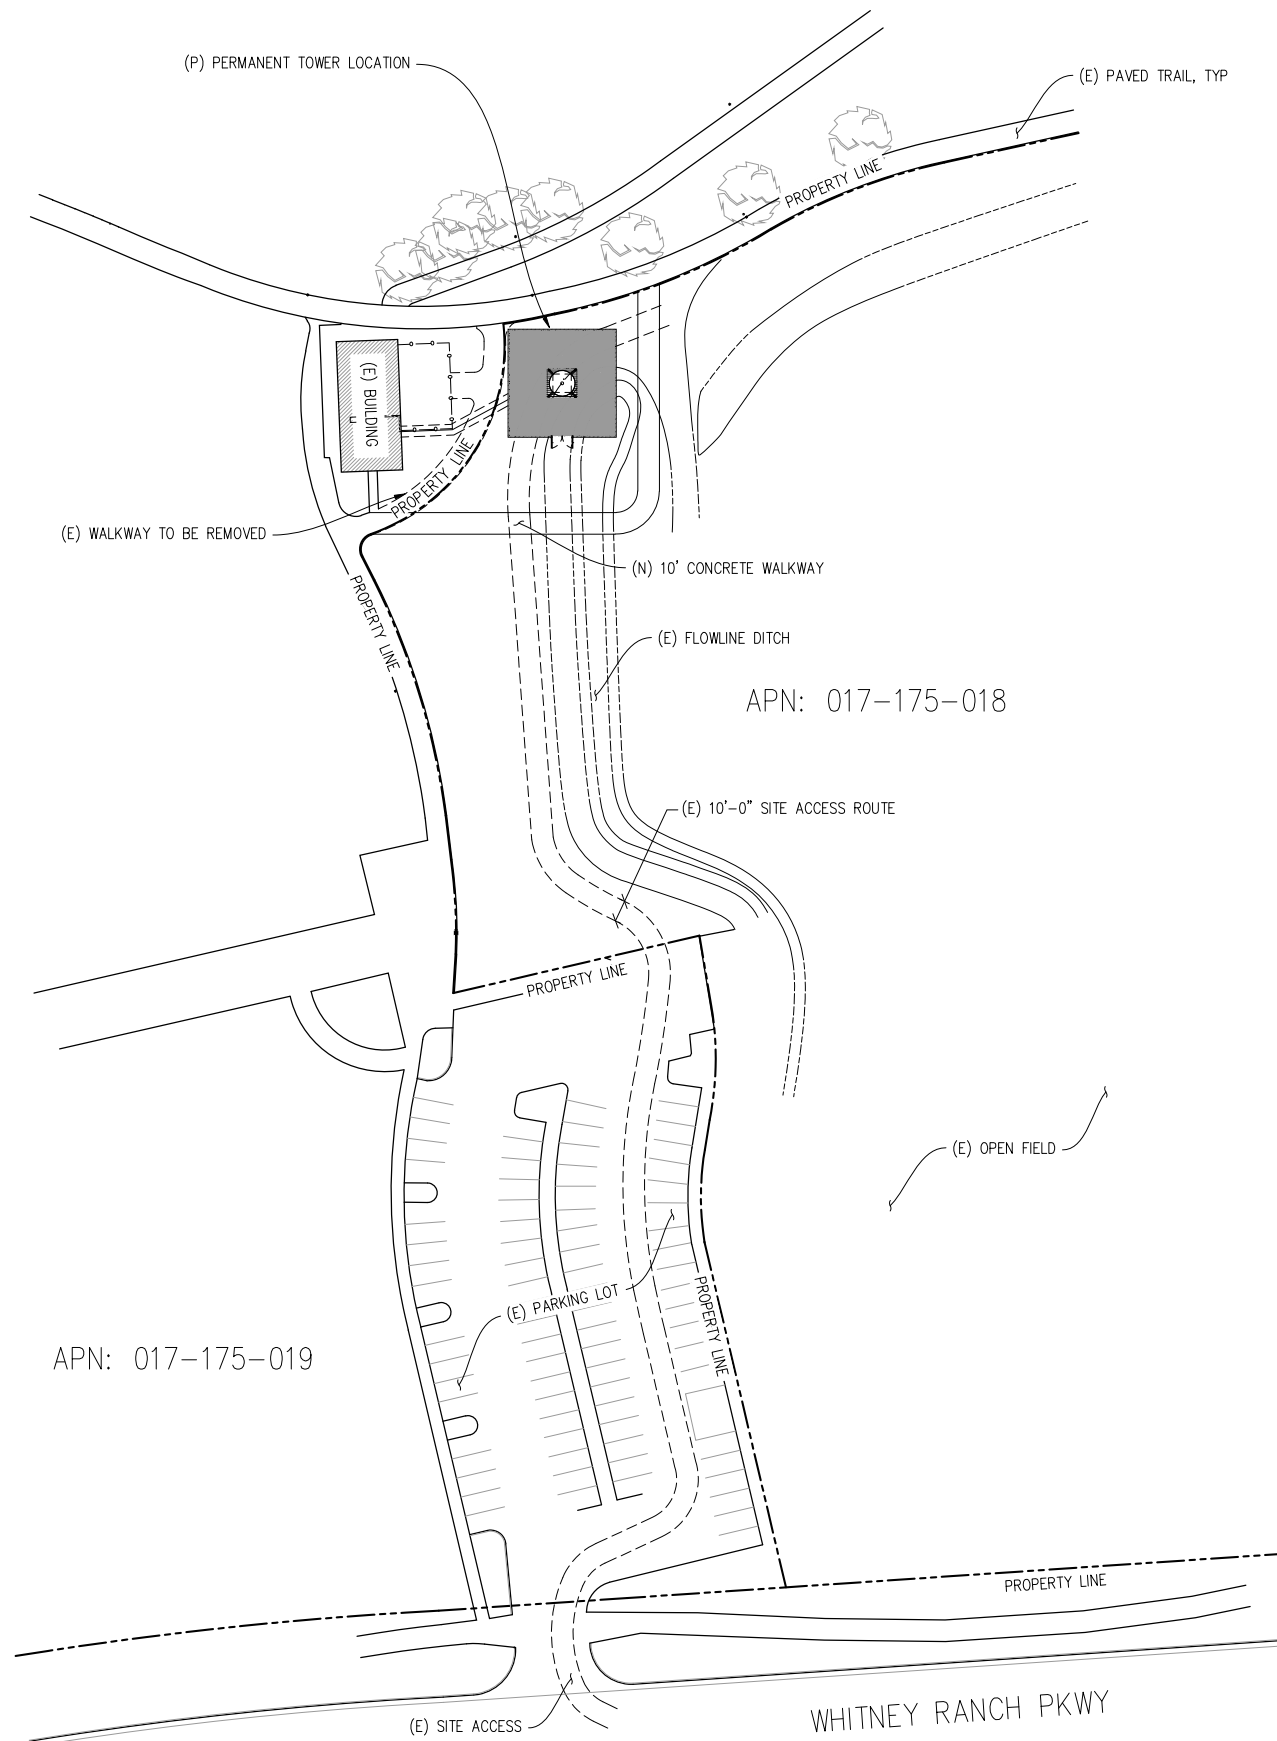 (P) PERMANENT TOWER LOCATION
(E) PAVED TRAIL, TYP
PROPERTY LINE
(E) BUILDING
PROPERTY LINE
(E) WALKWAY TO BE REMOVED
(N) 10' CONCRETE WALKWAY
PROPERTY LINE
(E) FLOWLINE DITCH
APN: 017-175-018
(E) 10'-0" SITE ACCESS ROUTE
PROPERTY LINE
(E) OPEN FIELD
(E) PARKING LOT
PROPERTY LINE
APN: 017-175-019
PROPERTY LINE
(E) SITE ACCESS
WHITNEY RANCH PKWY